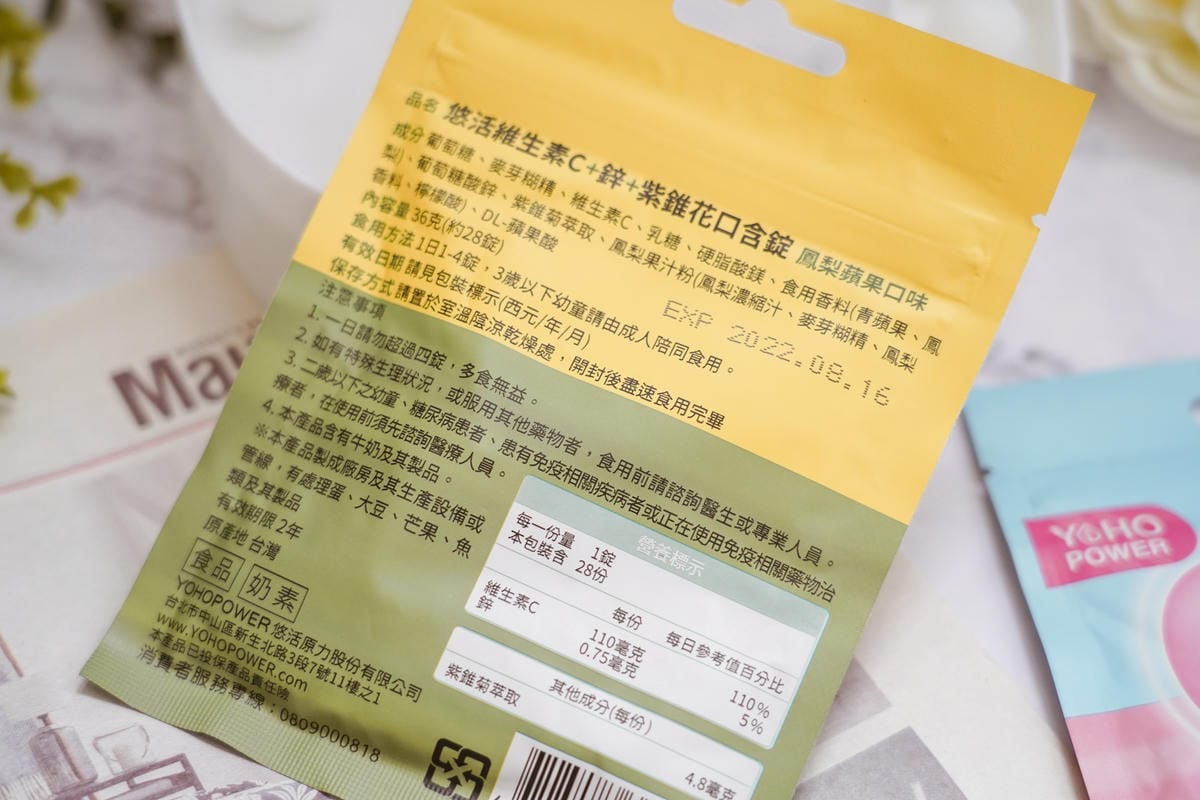 品名 悠活維生素C+鋅+紫錐花口含錠 鳳梨蘋果口味
成分 葡萄糖、麥芽糊精、維生素C、乳糖、硬脂酸鎂、食用香料(青蘋果、鳳
梨)、葡萄糖酸鋅、紫錐菊萃取、鳳梨果汁粉(鳳梨濃縮汁、麥芽糊精、鳳梨
香料、檸檬酸)、DL-蘋果酸
內容量 36克(約28錠)
食用方法 1日1-4錠，3歲以下幼童請由成人陪同食用。
有效日期 請見包裝標示(西元/年/月)
EXP 2022.08.16
保存方式 請置於室溫陰涼乾燥處，開封後盡速食用完畢
注意事項
1. 一日請勿超過四錠，多食無益。
2. 如有特殊生理狀況，或服用其他藥物者，食用前請諮詢醫生或專業人員。
3. 二歲以下之幼童、糖尿病患者、患有免疫相關疾病者或正在使用免疫相關藥物治
療者，在使用前須先諮詢醫療人員。
4. 本產品含有牛奶及其製品。
※本產品製成廠房及其生產設備或
管線，有處理蛋、大豆、芒果、魚
類及其製品
有效期限 2年
原產地 台灣
食品 奶素
YOHOPOWER悠活原力股份有限公司
台北市中山區新生北路3段7號11樓之1
www.YOHOPOWER.com
本產品已投保產品責任險
消費者服務專線：0809000818
營養標示
每一份量 1錠
本包裝含 28份
每份 每日參考值百分比
維生素C 110毫克 110%
鋅 0.75毫克 5%
其他成分(每份)
紫錐菊萃取 4.8毫克
YOHO
POWER